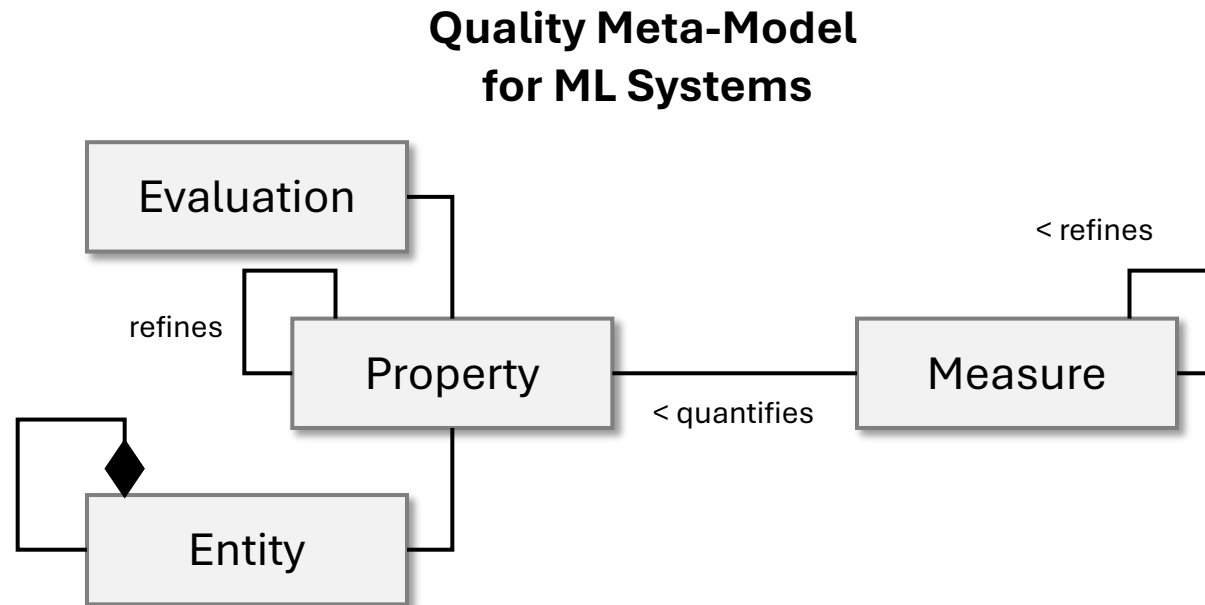 Quality Meta-Model
for ML Systems
Evaluation
< refines
refines
Property
Measure
< quantifies
Entity